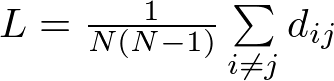 L = \frac{1}{N(N-1)} \sum_{i \neq j} d_{ij}